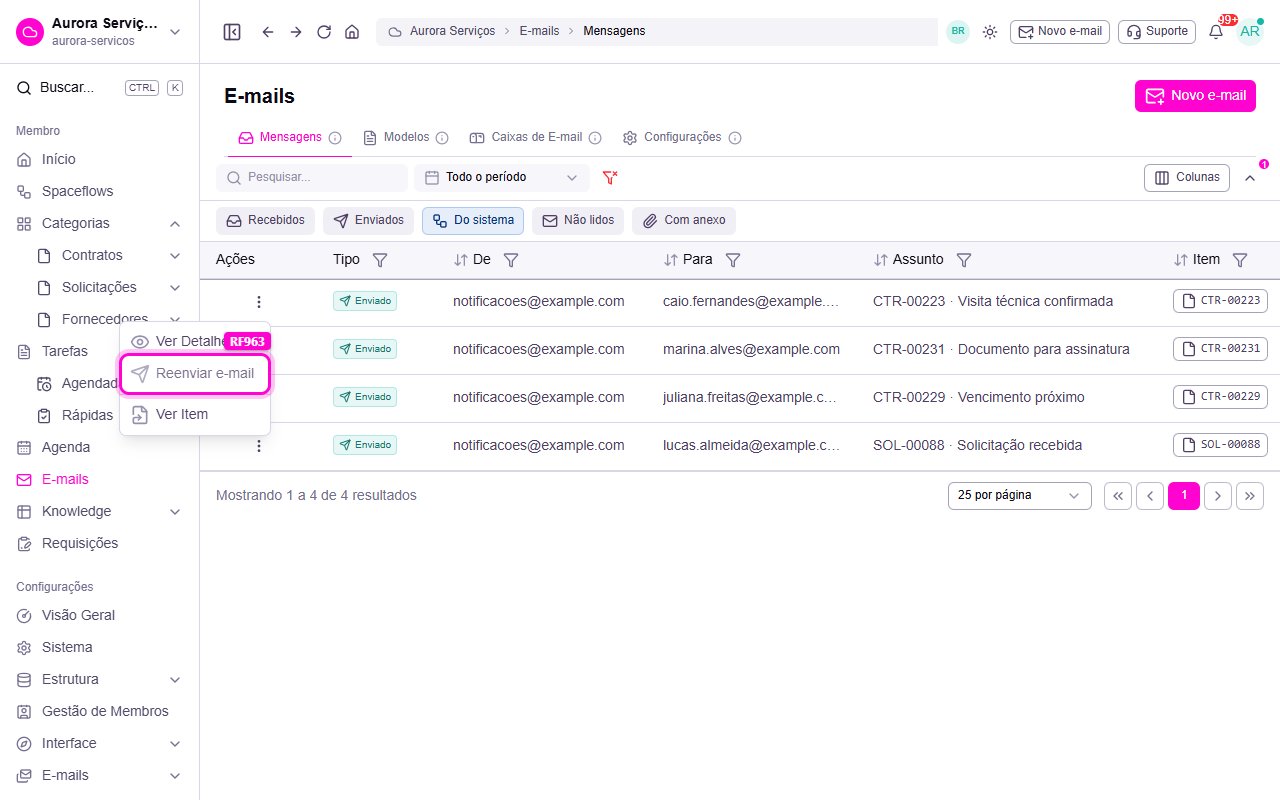 Aurora Serviç...
aurora-servicos
Aurora Serviços
E-mails
Mensagens
BR
Novo e-mail
Suporte
99+
AR
Buscar...
CTRL
K
Membro
Início
Spaceflows
Categorias
Contratos
Solicitações
Fornecedores
Tarefas
Rápidas
Agenda
E-mails
Knowledge
Requisições
Configurações
Visão Geral
Sistema
Estrutura
Gestão de Membros
Interface
E-mails
E-mails
Novo e-mail
Mensagens
Modelos
Caixas de E-mail
Configurações
Pesquisar...
Todo o período
Colunas
1
Recebidos
Enviados
Do sistema
Não lidos
Com anexo
Ações
Tipo
De
Para
Assunto
Item
Enviado
notificacoes@example.com
caio.fernandes@example....
CTR-00223 · Visita técnica confirmada
CTR-00223
Enviado
notificacoes@example.com
marina.alves@example.com
CTR-00231 · Documento para assinatura
CTR-00231
Enviado
notificacoes@example.com
juliana.freitas@example.c...
CTR-00229 · Vencimento próximo
CTR-00229
Enviado
notificacoes@example.com
lucas.almeida@example.c...
SOL-00088 · Solicitação recebida
SOL-00088
Ver Detalhe
RF963
Reenviar e-mail
Ver Item
Mostrando 1 a 4 de 4 resultados
25 por página
1